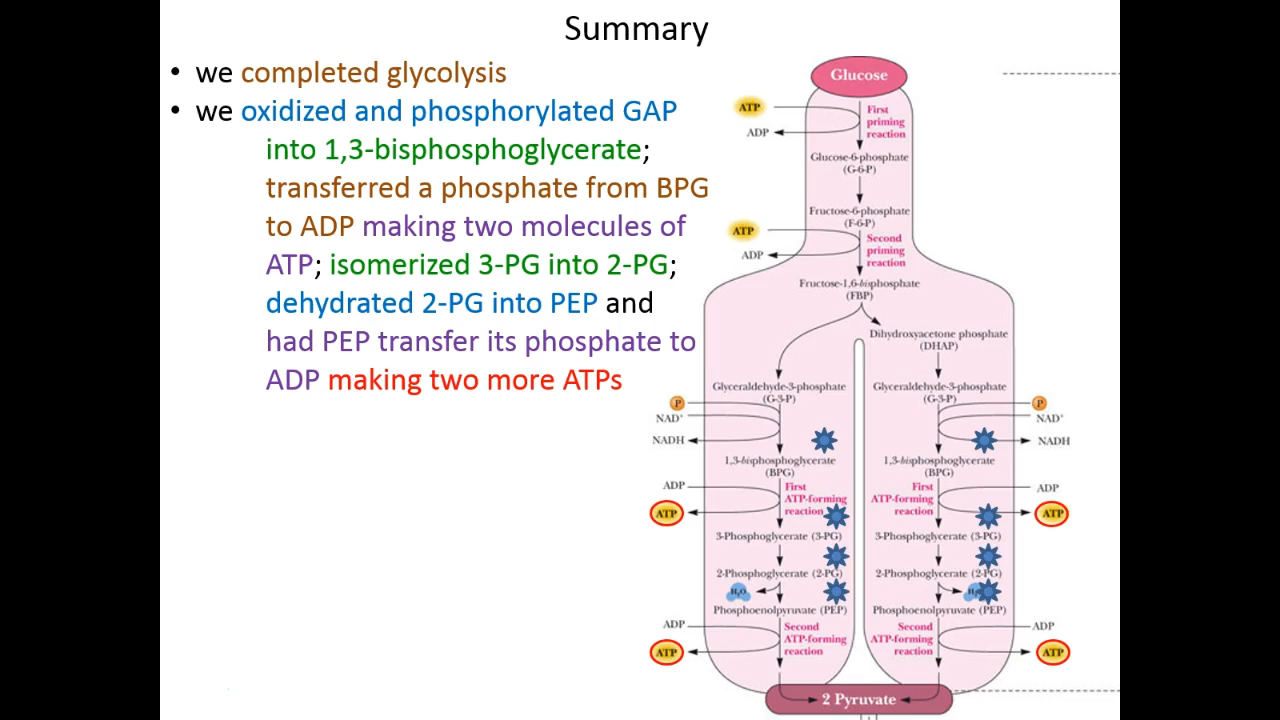 Summary
• we completed glycolysis
• we oxidized and phosphorylated GAP
into 1,3-bisphosphoglycerate;
transferred a phosphate from BPG
to ADP making two molecules of
ATP; isomerized 3-PG into 2-PG;
dehydrated 2-PG into PEP and
had PEP transfer its phosphate to
ADP making two more ATPs
Glucose
ATP
ADP
First
priming
reaction
Glucose-6-phosphate
(G-6-P)
Fructose-6-phosphate
(F-6-P)
ATP
ADP
Second
priming
reaction
Fructose-1,6-bisphosphate
(FBP)
Dihydroxyacetone phosphate
(DHAP)
Glyceraldehyde-3-phosphate
(G-3-P)
Glyceraldehyde-3-phosphate
(G-3-P)
P
NAD+
NADH
P
NAD+
NADH
1,3-bisphosphoglycerate
(BPG)
1,3-bisphosphoglycerate
(BPG)
ADP
ATP
First
ATP-forming
reaction
First
ATP-forming
reaction
ADP
ATP
3-Phosphoglycerate (3-PG)
3-Phosphoglycerate (3-PG)
2-Phosphoglycerate (2-PG)
2-Phosphoglycerate (2-PG)
H2O
Phosphoenolpyruvate (PEP)
Phosphoenolpyruvate (PEP)
ADP
ATP
Second
ATP-forming
reaction
Second
ATP-forming
reaction
ADP
ATP
2 Pyruvate